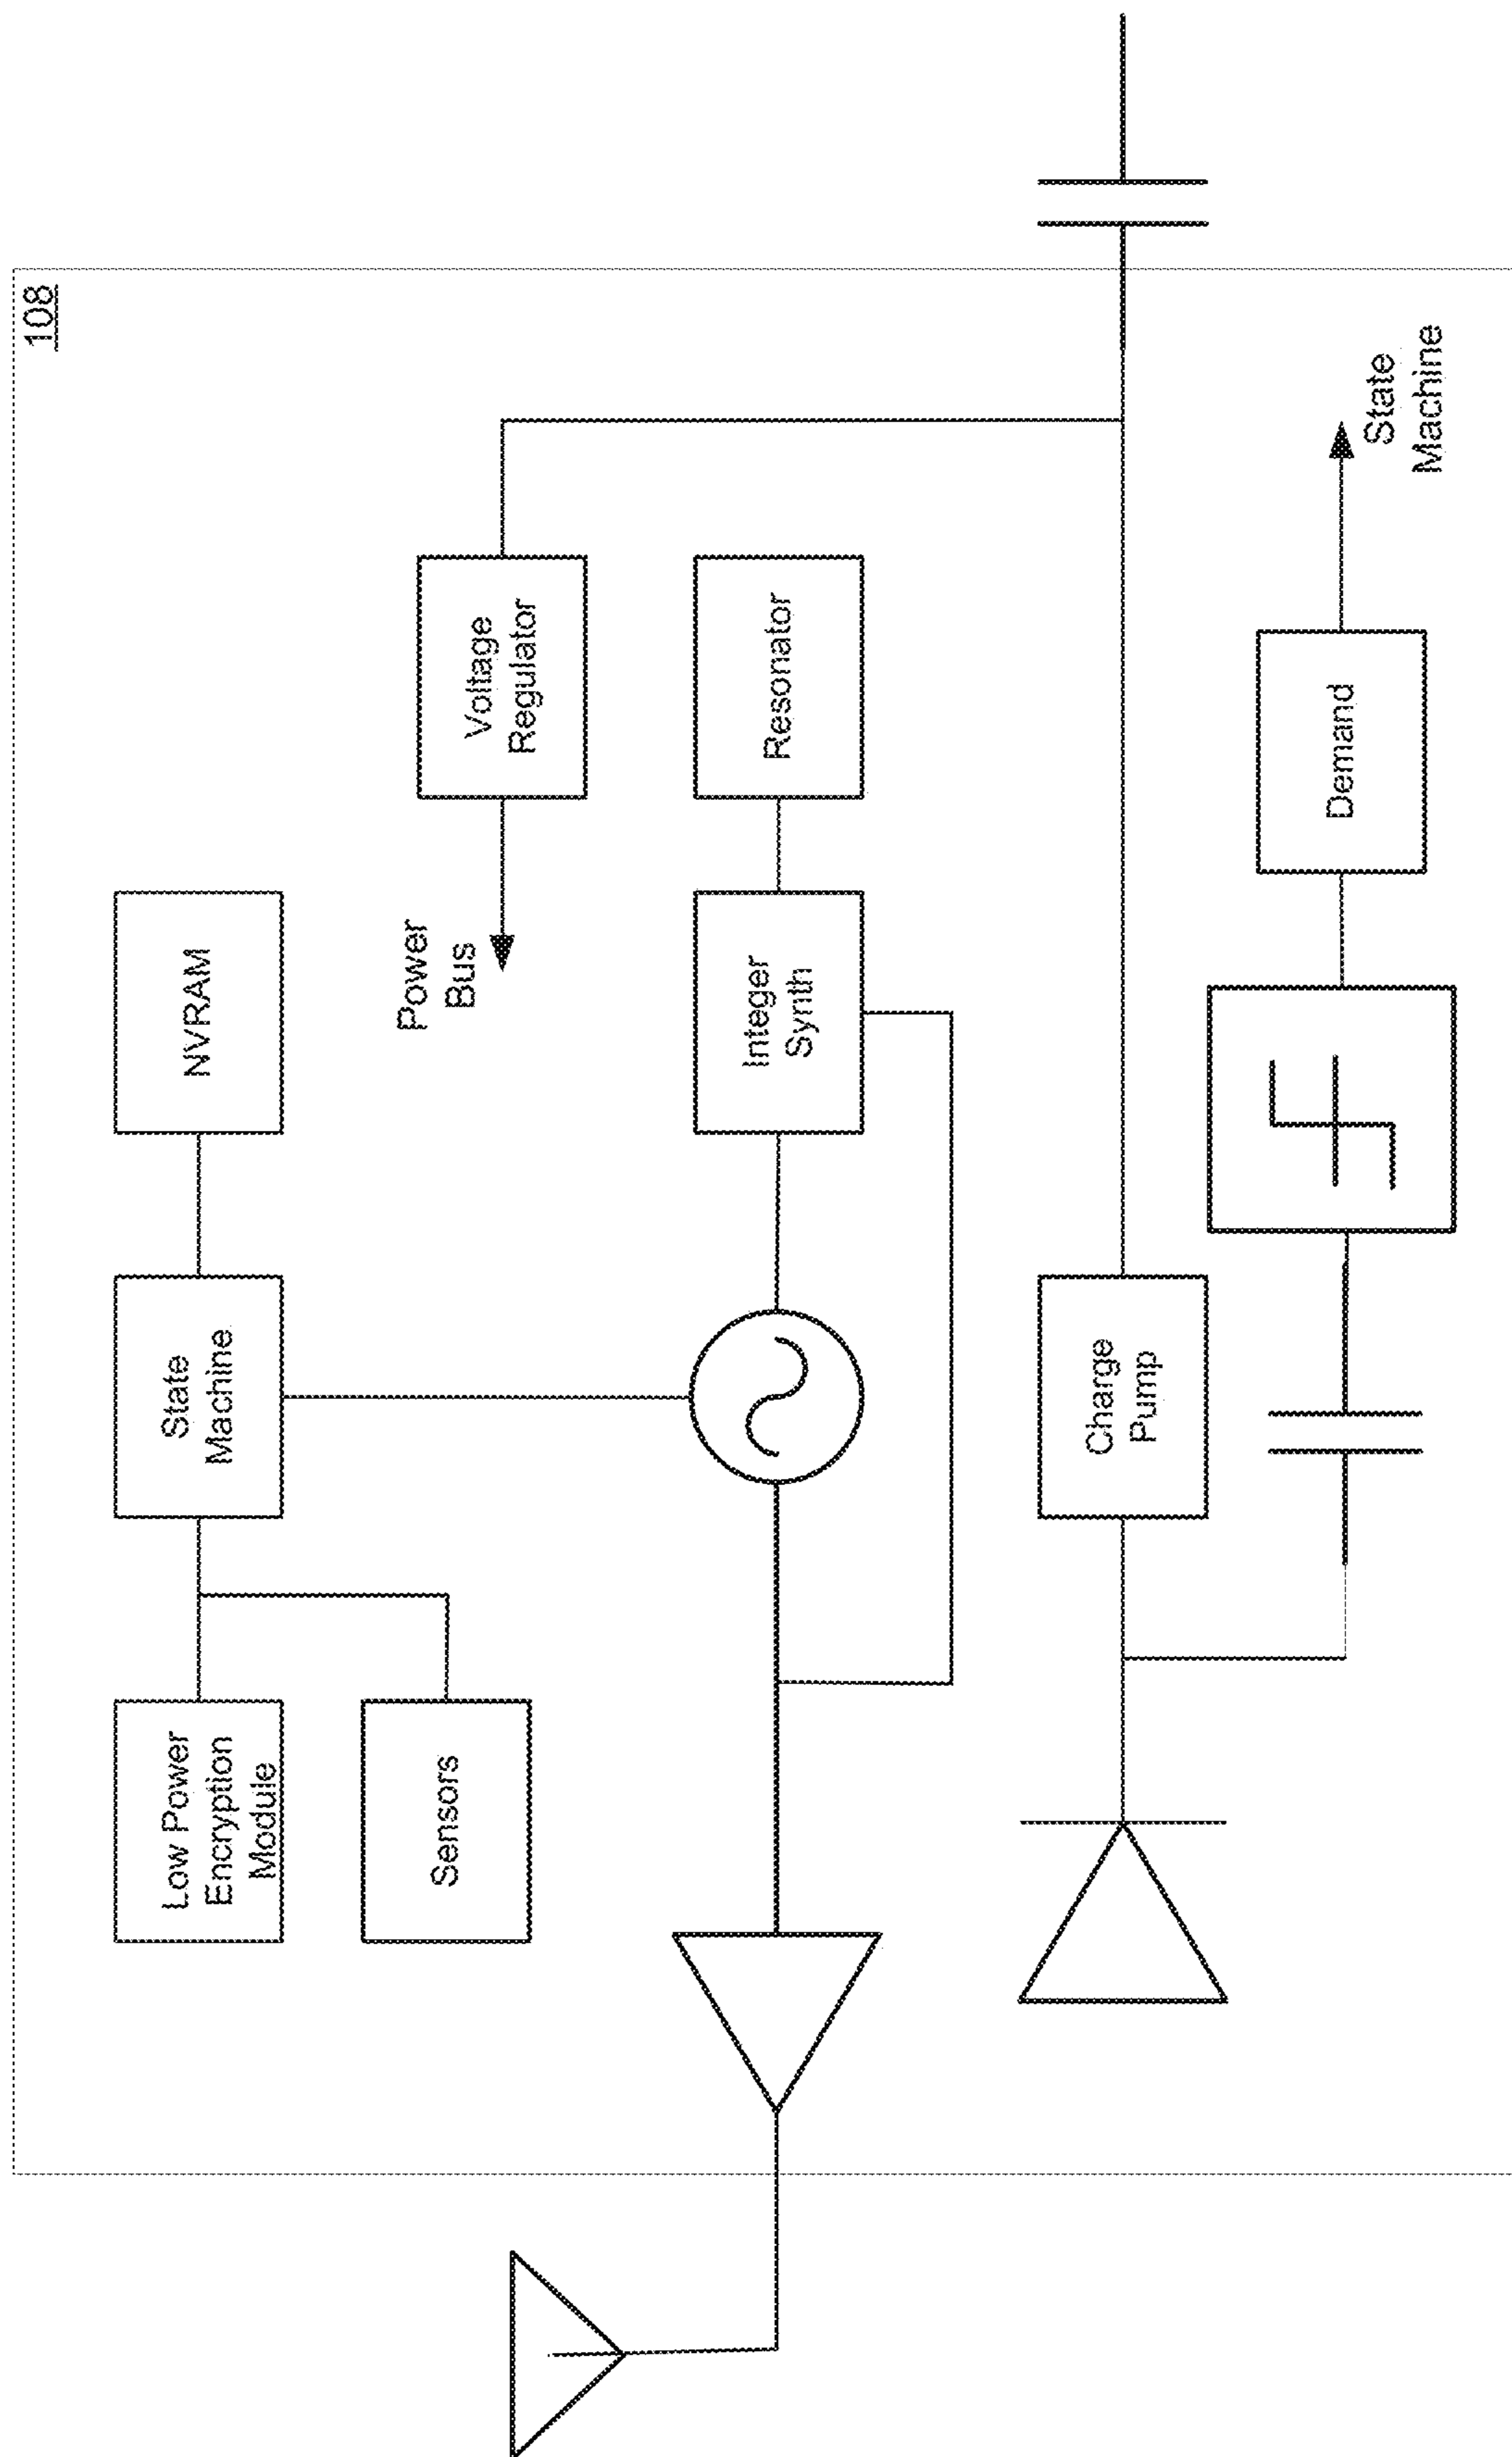 108
Low Power
Encryption
Module
State
Machine
NVRAM
Sensors
Power
Bus
Voltage
Regulator
Integer
Synth
Resonator
Charge
Pump
Demand
State
Machine